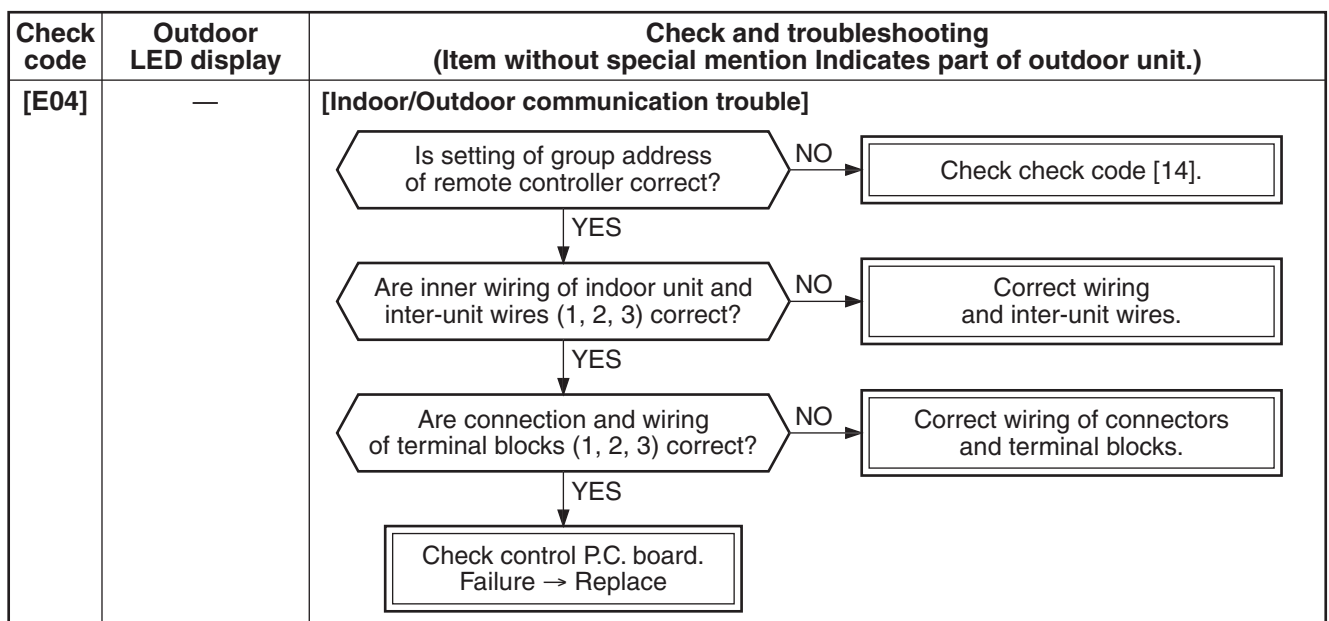 Check code
Outdoor LED display
Check and troubleshooting
(Item without special mention Indicates part of outdoor unit.)
[E04]
—
[Indoor/Outdoor communication trouble]
Is setting of group address
of remote controller correct?
NO
Check check code [14].
YES
Are inner wiring of indoor unit and
inter-unit wires (1, 2, 3) correct?
NO
Correct wiring
and inter-unit wires.
YES
Are connection and wiring
of terminal blocks (1, 2, 3) correct?
NO
Correct wiring of connectors
and terminal blocks.
YES
Check control P.C. board.
Failure → Replace